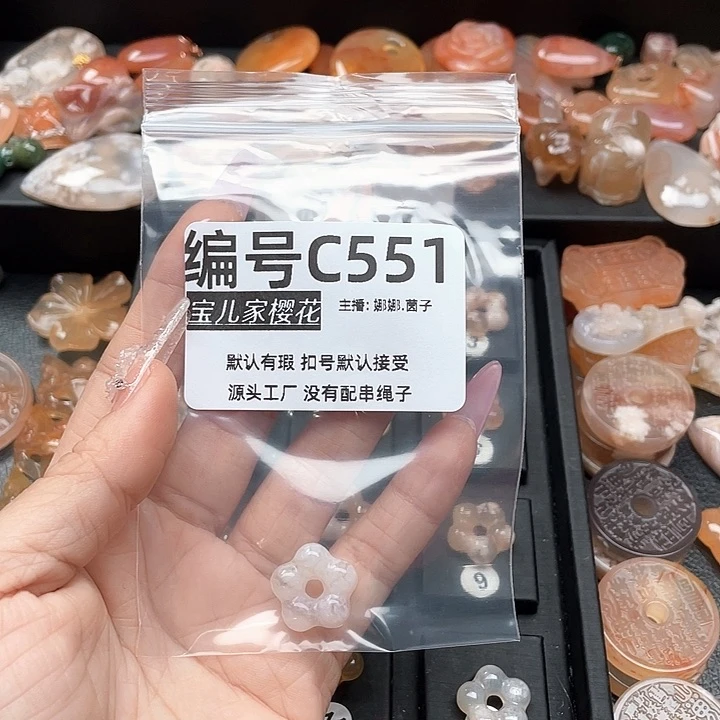 编号C551
宝儿家樱花 主播:娜娜.茵子
默认有瑕 扣号默认接受
源头工厂 没有配串绳子
9